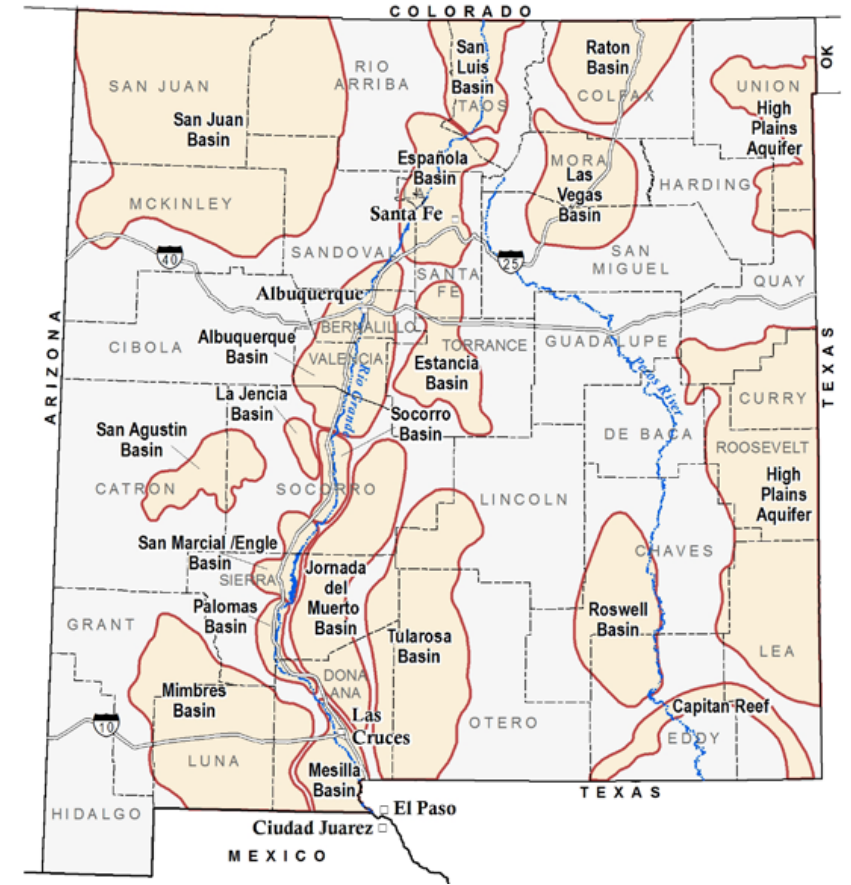 COLORADO
SAN JUAN
San Juan
Basin
RIO
ARRIBA
San
Luis
Basin
TAOS
Raton
Basin
COLFAX
UNION
High
Plains
Aquifer
OK
MCKINLEY
Española
Basin
Santa Fe
MORA
Las
Vegas
Basin
HARDING
40
SANDOVAL
SANTA
FE
25
SAN
MIGUEL
QUAY
Albuquerque
BERNALILLO
ARIZONA
CIBOLA
Albuquerque
Basin
VALENCIA
Rio Grande
Estancia
Basin
TORRANCE
GUADALUPE
Pecos River
TEXAS
CURRY
La Jencia
Basin
Socorro
Basin
San Agustin
Basin
CATRON
SOCORRO
LINCOLN
DE BACA
ROOSEVELT
High
Plains
Aquifer
San Marcial /Engle
Basin
SIERRA
Jornada
del
Muerto
Basin
CHAVES
GRANT
Palomas
Basin
Tularosa
Basin
Roswell
Basin
LEA
Mimbres
Basin
DONA
ANA
Las
Cruces
OTERO
Capitan Reef
EDDY
10
LUNA
Mesilla
Basin
TEXAS
HIDALGO
El Paso
Ciudad Juarez
MEXICO